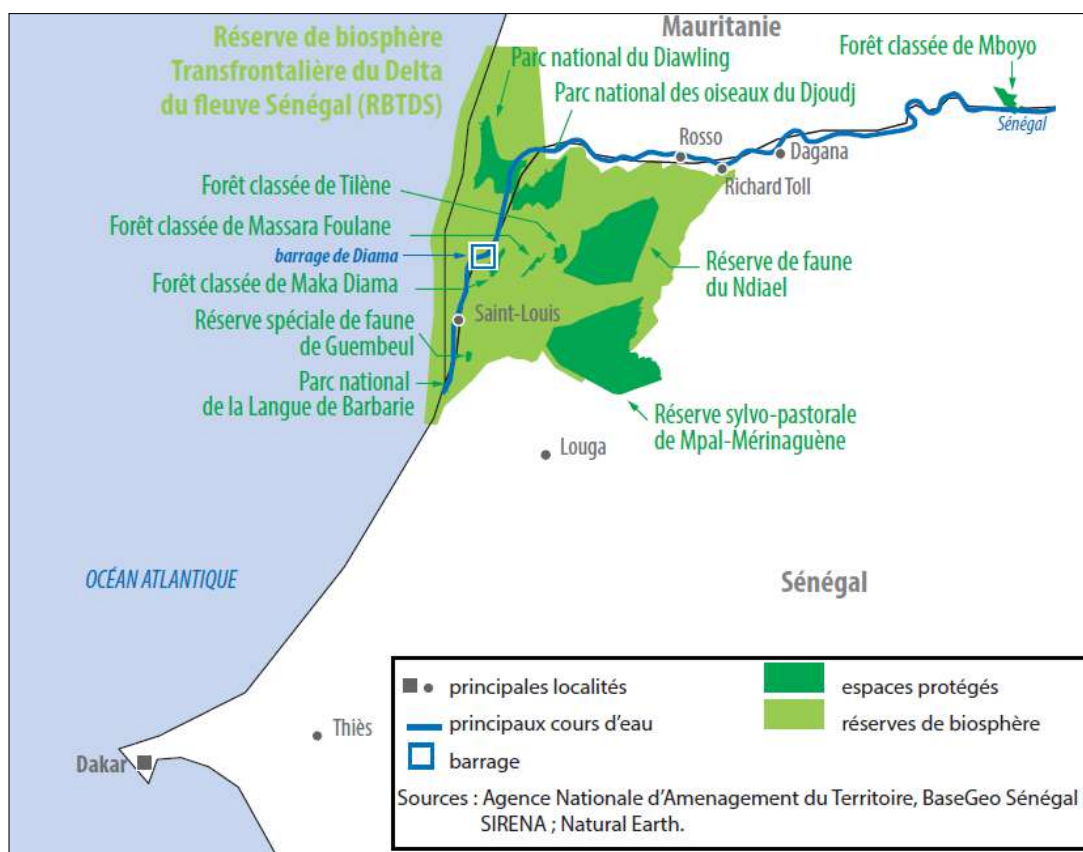 Réserve de biosphère
Transfrontalière du Delta
du fleuve Sénégal (RBTDS)
Mauritanie
Parc national du Diawling
Forêt classée de Mboyo
Parc national des oiseaux du Djoudj
Sénégal
Rosso
Dagana
Richard Toll
Forêt classée de Tilène
Forêt classée de Massara Foulane
barrage de Diama
Forêt classée de Maka Diama
Réserve de faune
du Ndiael
Saint-Louis
Réserve spéciale de faune
de Guembeul
Parc national
de la Langue de Barbarie
Réserve sylvo-pastorale
de Mpal-Mérinaguène
Louga
OCÉAN ATLANTIQUE
Sénégal
Thiès
Dakar
principales localités
principaux cours d'eau
barrage
espaces protégés
réserves de biosphère
Sources : Agence Nationale d'Amenagement du Territoire, BaseGeo Sénégal
SIRENA ; Natural Earth.